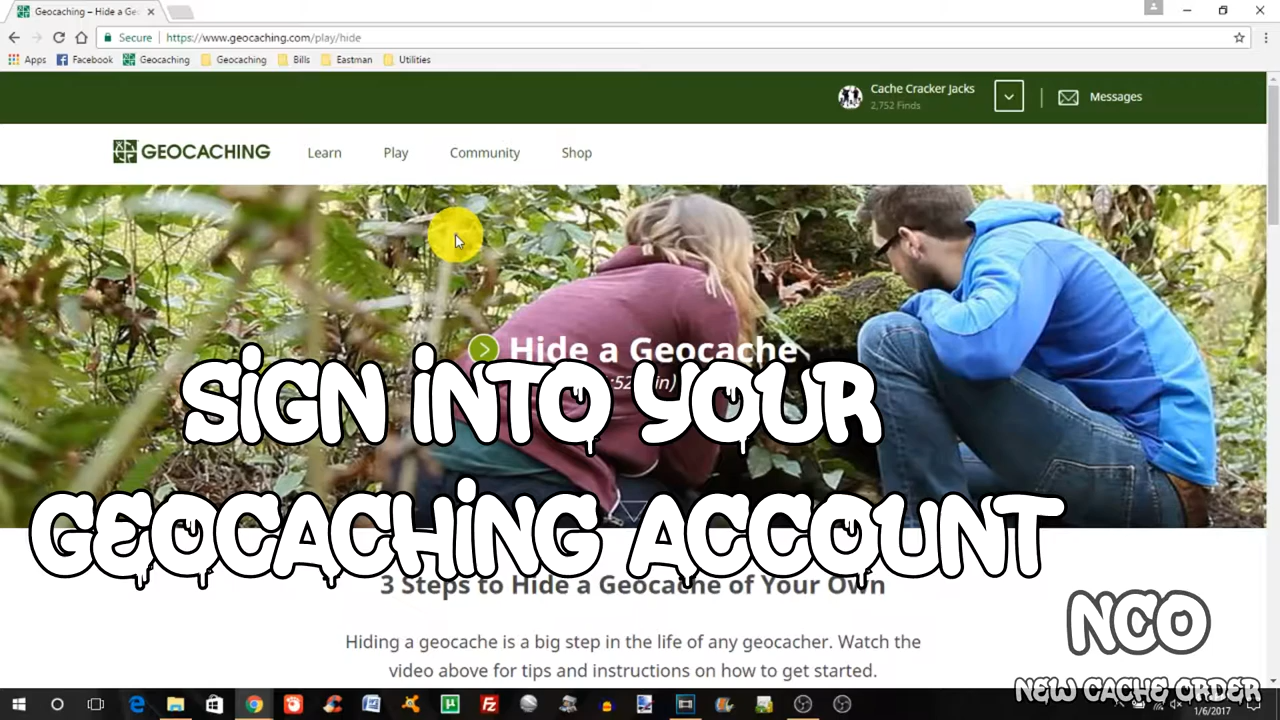 Geocaching – Hide a Ge
Secure
https://www.geocaching.com/play/hide
Apps
Facebook
Geocaching
Geocaching
Bills
Eastman
Utilities
Cache Cracker Jacks
2,752 Finds
Messages
GEOCACHING
Learn
Play
Community
Shop
Hide a Geocache
SIGN INTO YOUR
GEOCACHING ACCOUNT
3 Steps to Hide a Geocache of Your Own
Hiding a geocache is a big step in the life of any geocacher. Watch the
video above for tips and instructions on how to get started.
NCO
NEW CACHE ORDER
1/6/2017